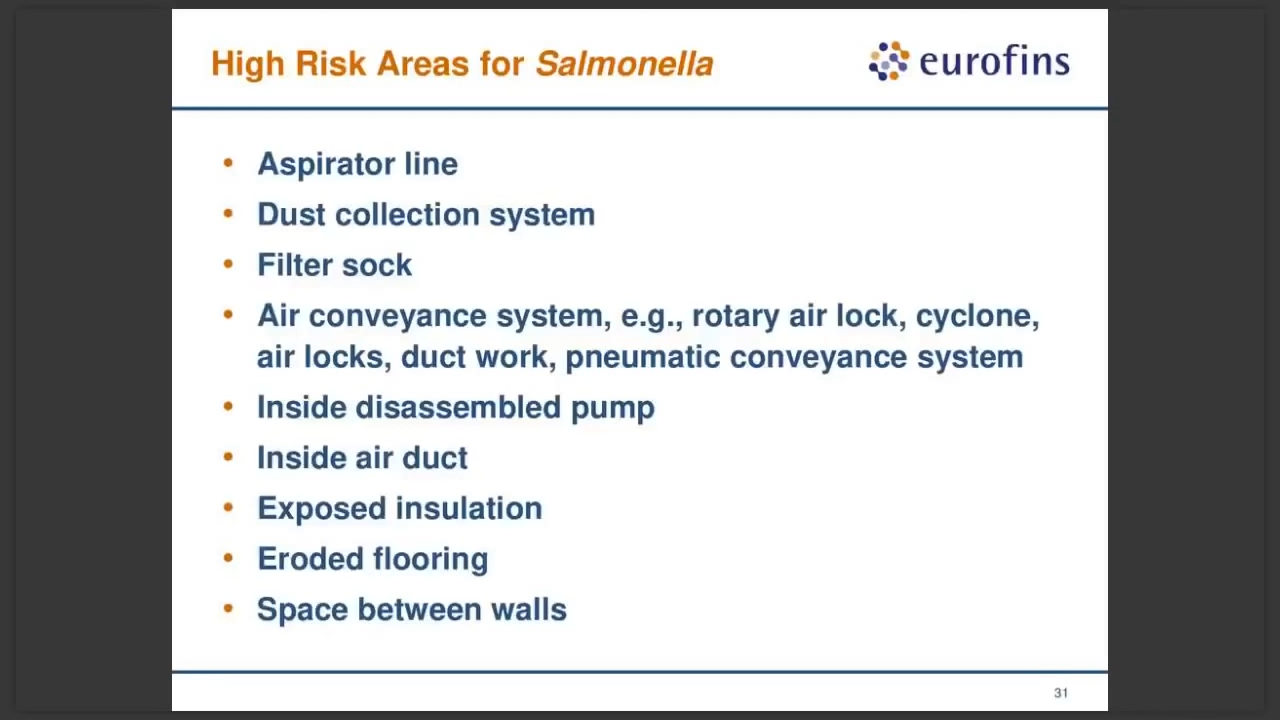 High Risk Areas for Salmonella
eurofins
• Aspirator line
• Dust collection system
• Filter sock
• Air conveyance system, e.g., rotary air lock, cyclone,
air locks, duct work, pneumatic conveyance system
• Inside disassembled pump
• Inside air duct
• Exposed insulation
• Eroded flooring
• Space between walls
31